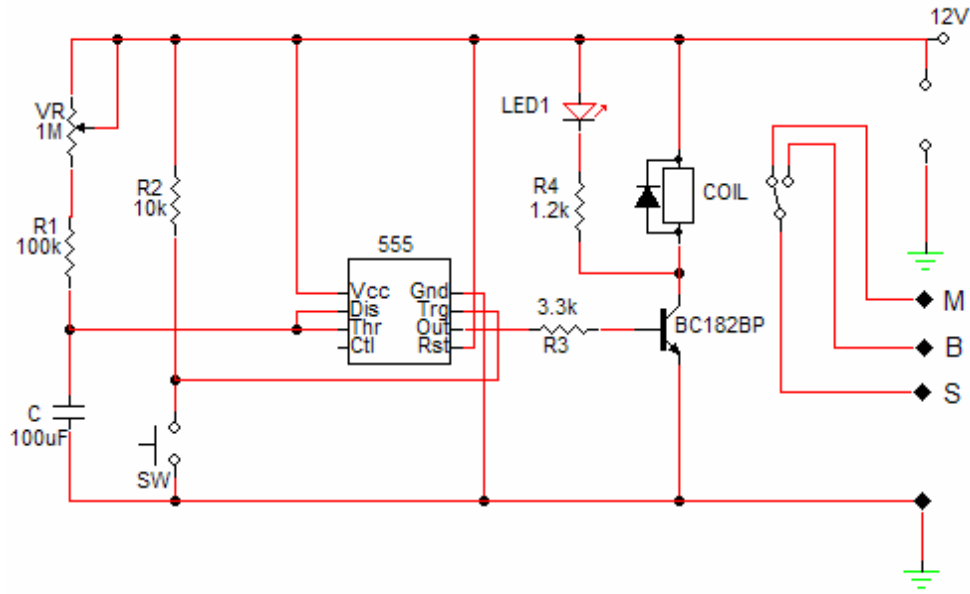 12V
VR
1M
LED1
R2
10k
R4
1.2k
COIL
R1
100k
555
Vcc Gnd
Dis Trg
Thr Out
Ctl Rst
3.3k
R3
BC182BP
M
B
S
C
100uF
SW